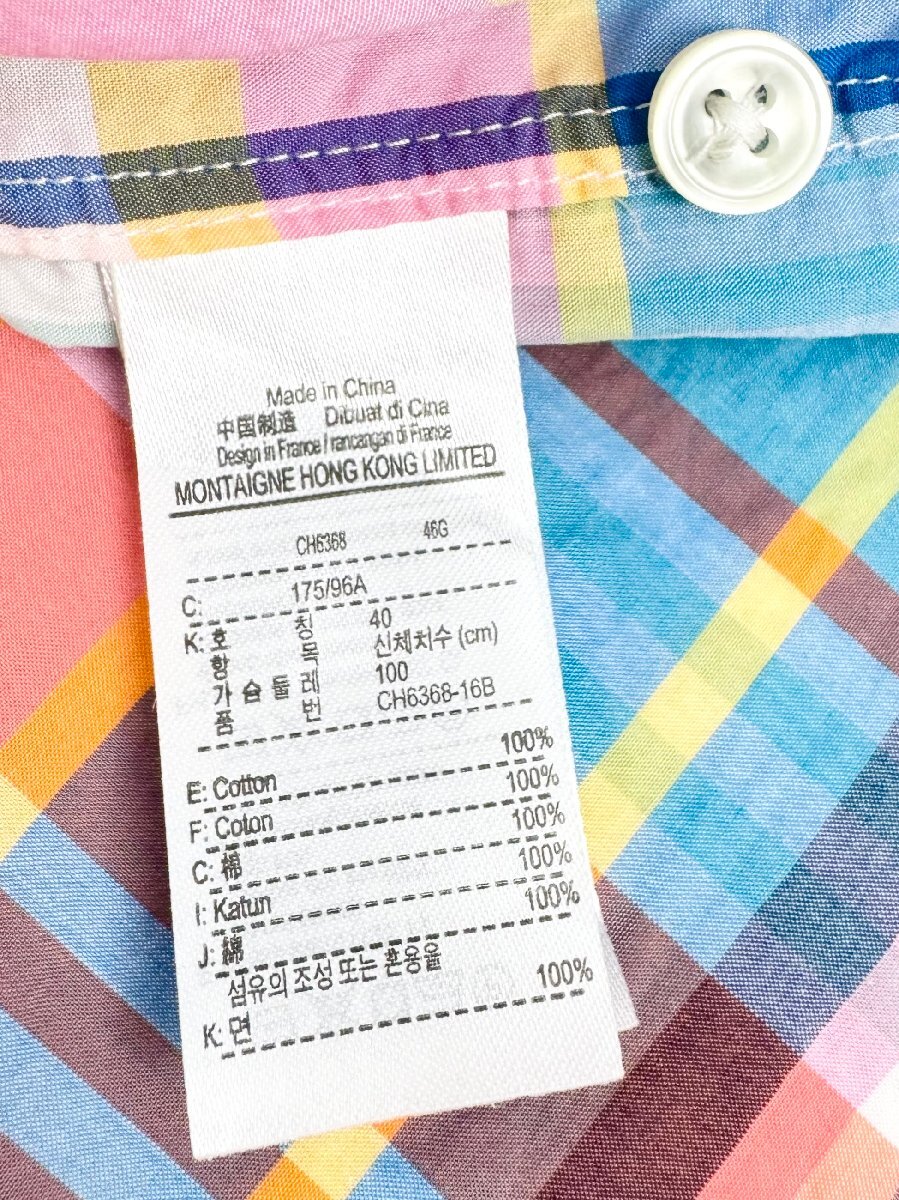 Made in China
中国制造 Dibuat di Cina
Design in France / rancangan di France
MONTAIGNE HONG KONG LIMITED
CH6368 46G
C: 175/96A
K: 호 칭 40
항 목 신체치수 (cm)
가 슴 둘 레 100
품 번 CH6368-16B
E: Cotton 100%
F: Coton 100%
C: 棉 100%
I: Katun 100%
J: 綿 100%
섬유의 조성 또는 혼용율
K: 면 100%